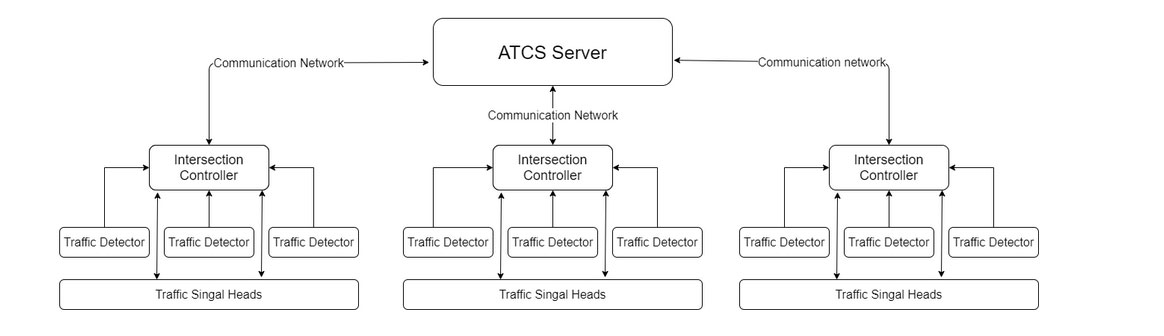 ATCS Server
Communication Network
Communication network
Communication Network
Intersection
Controller
Intersection
Controller
Intersection
Controller
Traffic Detector
Traffic Detector
Traffic Detector
Traffic Detector
Traffic Detector
Traffic Detector
Traffic Detector
Traffic Detector
Traffic Detector
Traffic Singal Heads
Traffic Singal Heads
Traffic Singal Heads